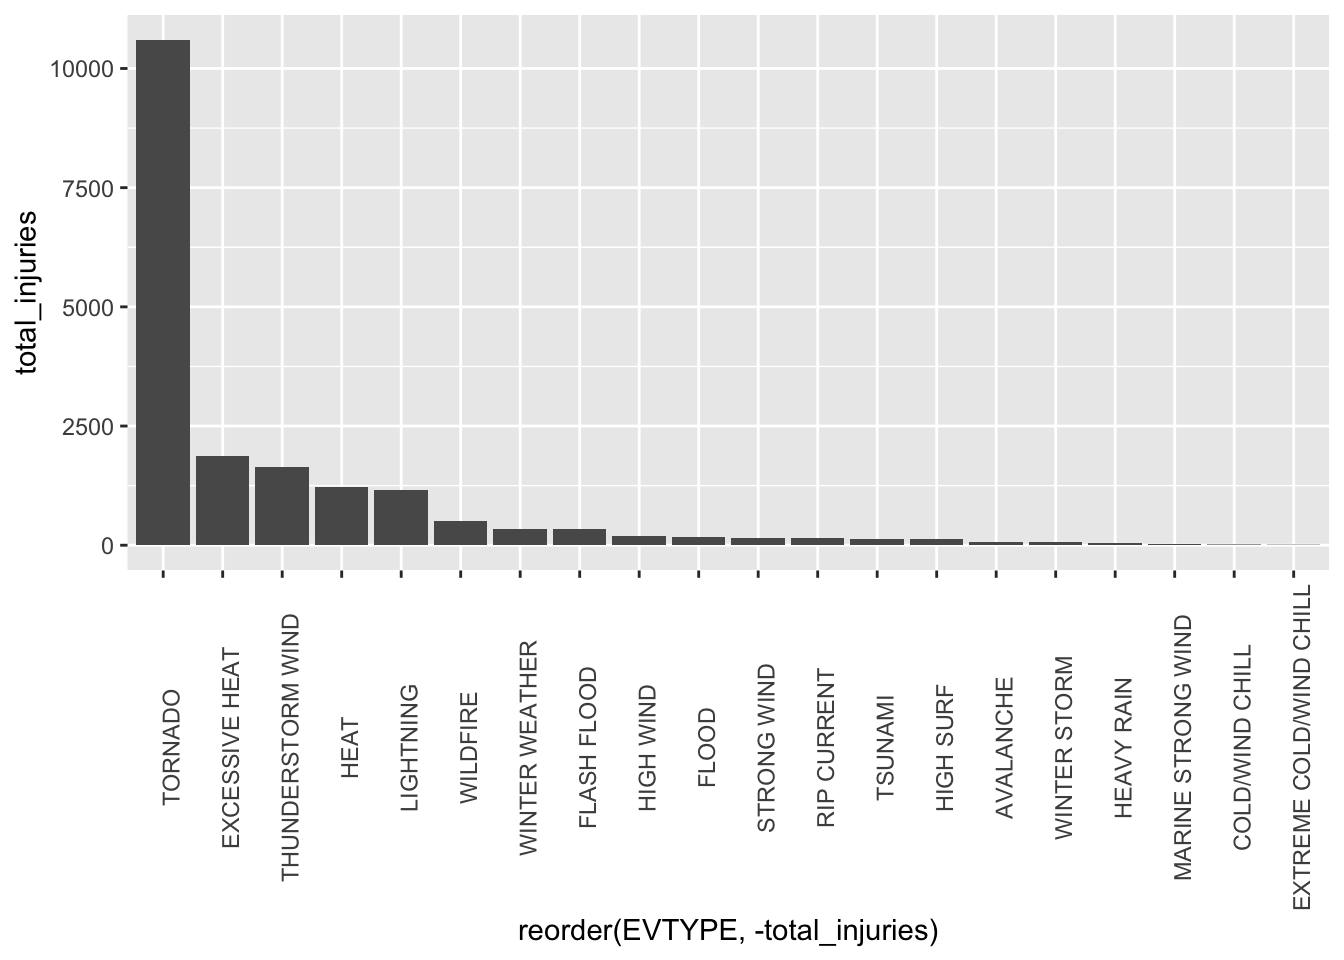 10000
7500
5000
2500
0
total_injuries
TORNADO
EXCESSIVE HEAT
THUNDERSTORM WIND
HEAT
LIGHTNING
WILDFIRE
WINTER WEATHER
FLASH FLOOD
HIGH WIND
FLOOD
STRONG WIND
RIP CURRENT
TSUNAMI
HIGH SURF
AVALANCHE
WINTER STORM
HEAVY RAIN
MARINE STRONG WIND
COLD/WIND CHILL
EXTREME COLD/WIND CHILL
reorder(EVTYPE, -total_injuries)